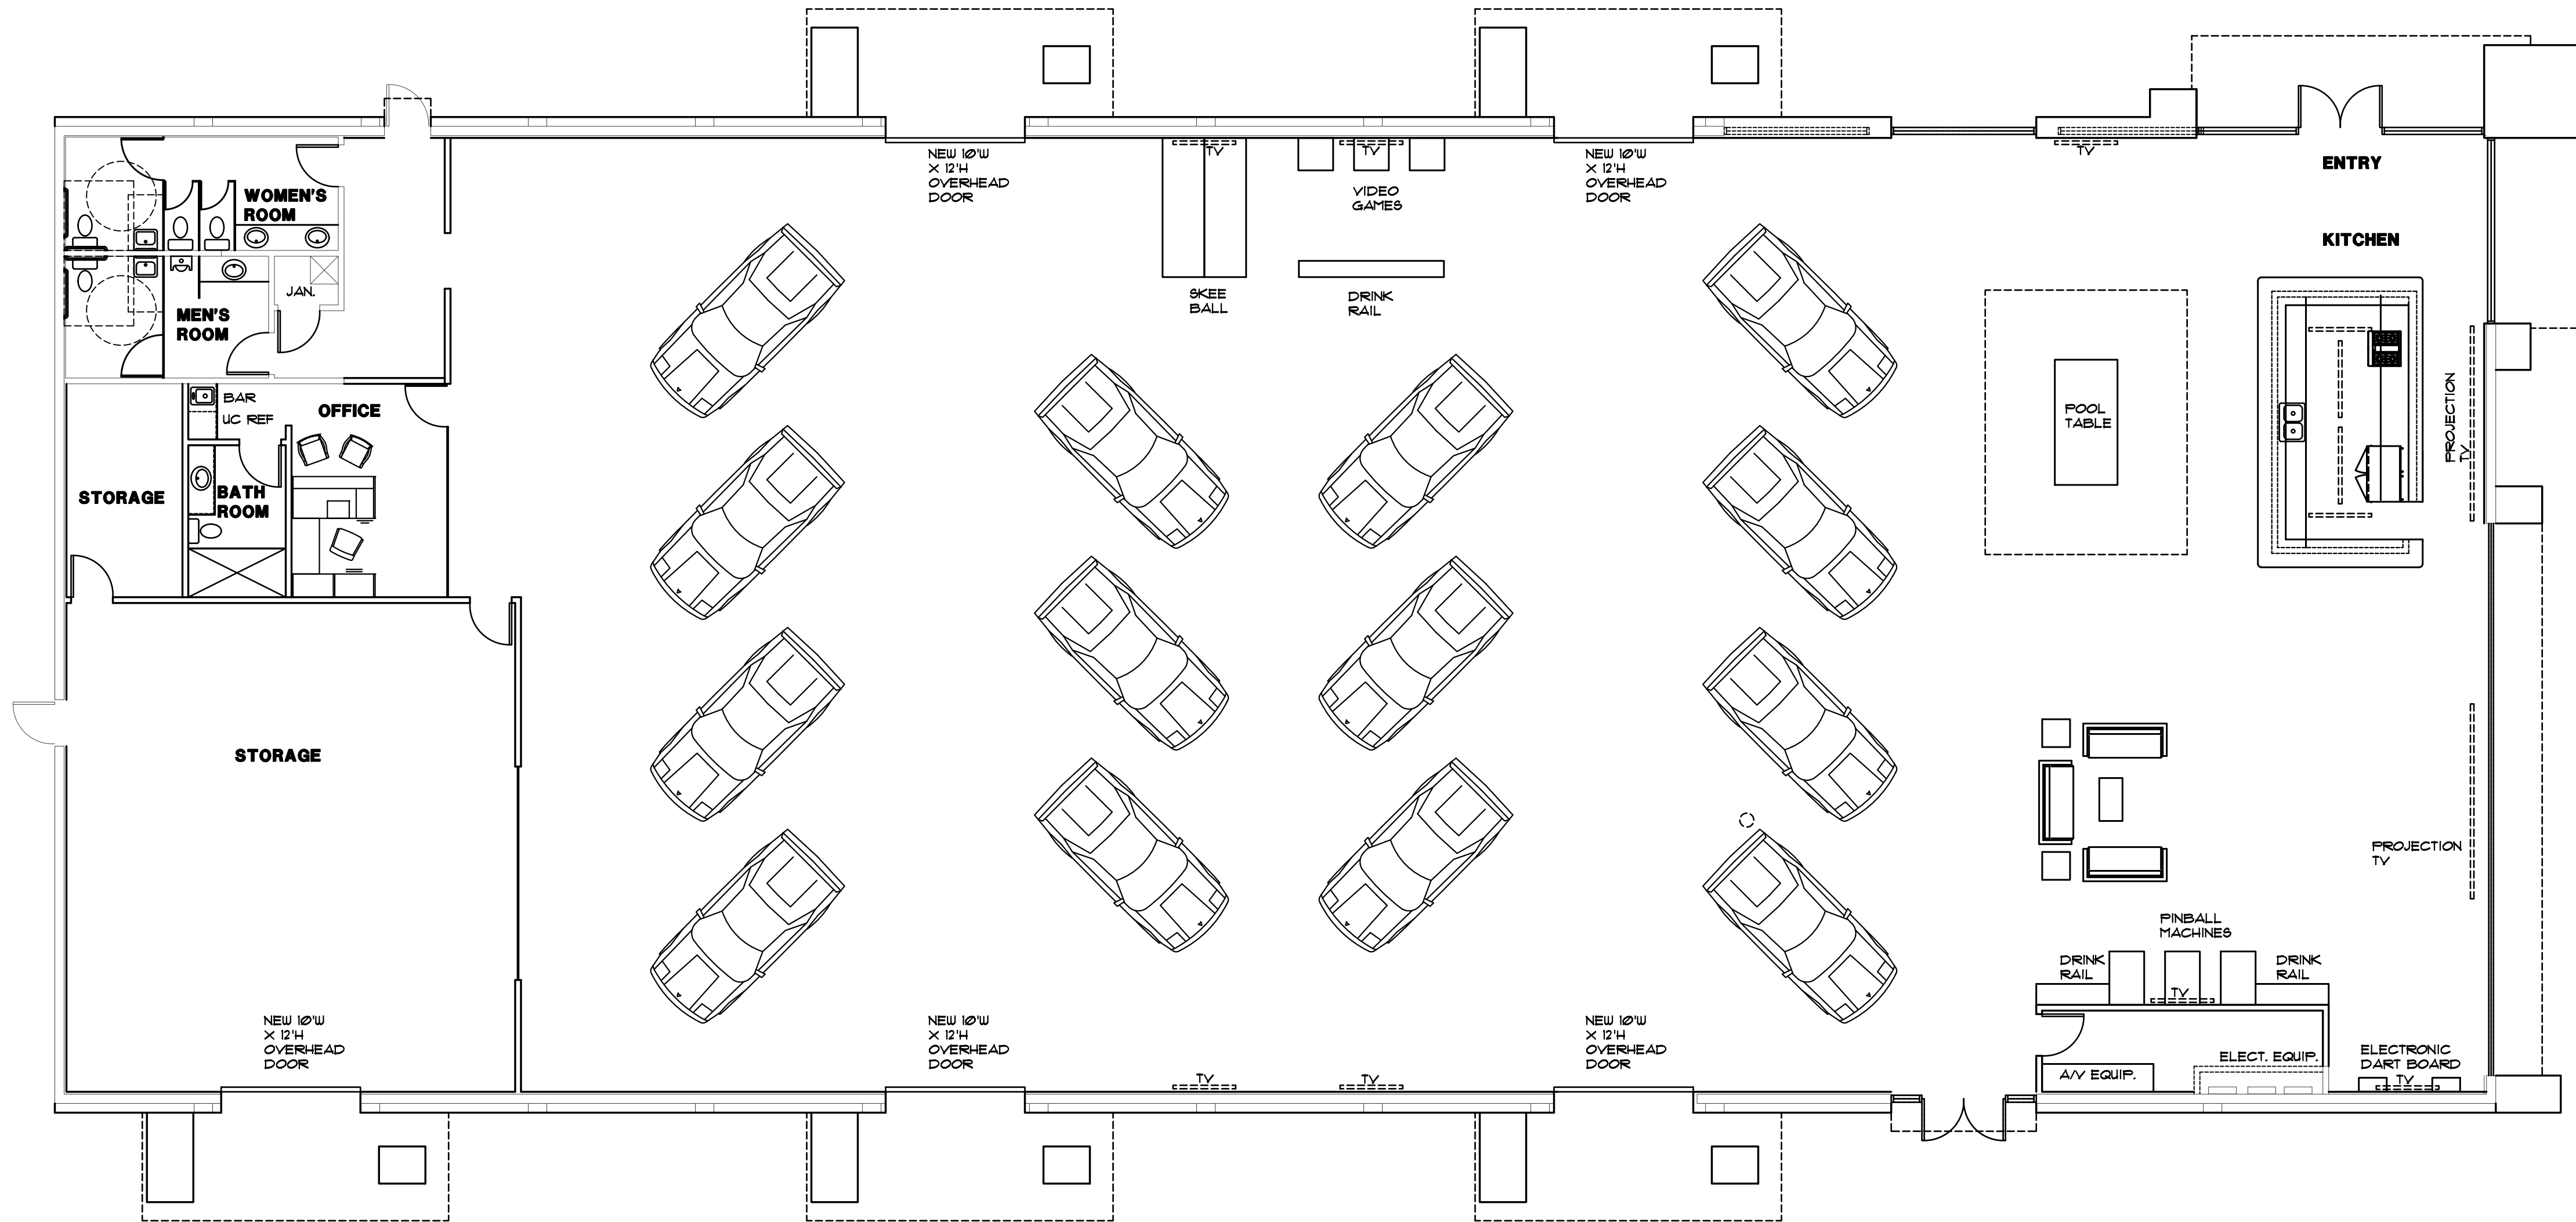 NEW 10'W
X 12'H
OVERHEAD
DOOR
TV
TV
VIDEO
GAMES
NEW 10'W
X 12'H
OVERHEAD
DOOR
TV
ENTRY
KITCHEN
WOMEN'S
ROOM
JAN.
MEN'S
ROOM
SKEE
BALL
DRINK
RAIL
BAR
UC REF
OFFICE
POOL
TABLE
PROJECTION
TV
STORAGE
BATH
ROOM
STORAGE
PROJECTION
TV
PINBALL
MACHINES
DRINK
RAIL
TV
DRINK
RAIL
NEW 10'W
X 12'H
OVERHEAD
DOOR
NEW 10'W
X 12'H
OVERHEAD
DOOR
TV
TV
NEW 10'W
X 12'H
OVERHEAD
DOOR
A/V EQUIP.
ELECT. EQUIP.
ELECTRONIC
DART BOARD
TV